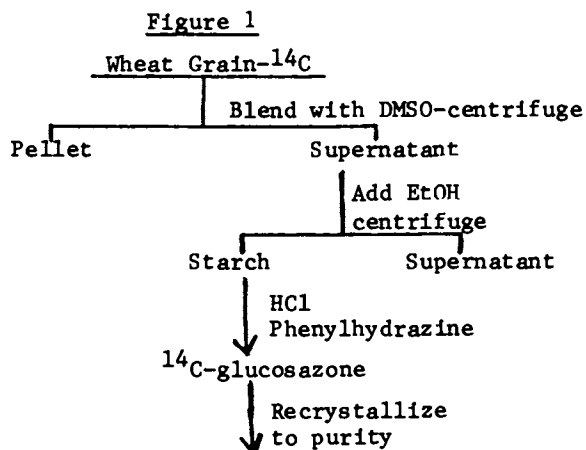 Figure 1
Wheat Grain-14C
Blend with DMSO-centrifuge
Pellet
Supernatant
Add EtOH
centrifuge
Starch
Supernatant
HCl
Phenylhydrazine
14C-glucosazone
Recrystallize
to purity